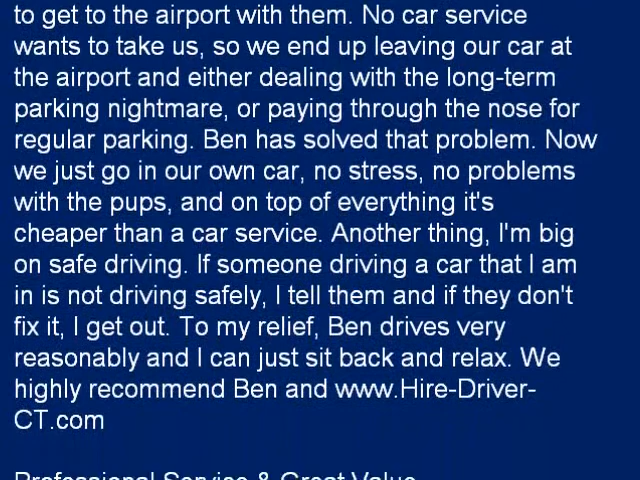 to get to the airport with them. No car service
wants to take us, so we end up leaving our car at
the airport and either dealing with the long-term
parking nightmare, or paying through the nose for
regular parking. Ben has solved that problem. Now
we just go in our own car, no stress, no problems
with the pups, and on top of everything it's
cheaper than a car service. Another thing, I'm big
on safe driving. If someone driving a car that I am
in is not driving safely, I tell them and if they don't
fix it, I get out. To my relief, Ben drives very
reasonably and I can just sit back and relax. We
highly recommend Ben and www.Hire-Driver-
CT.com
Professional Service & Great Value